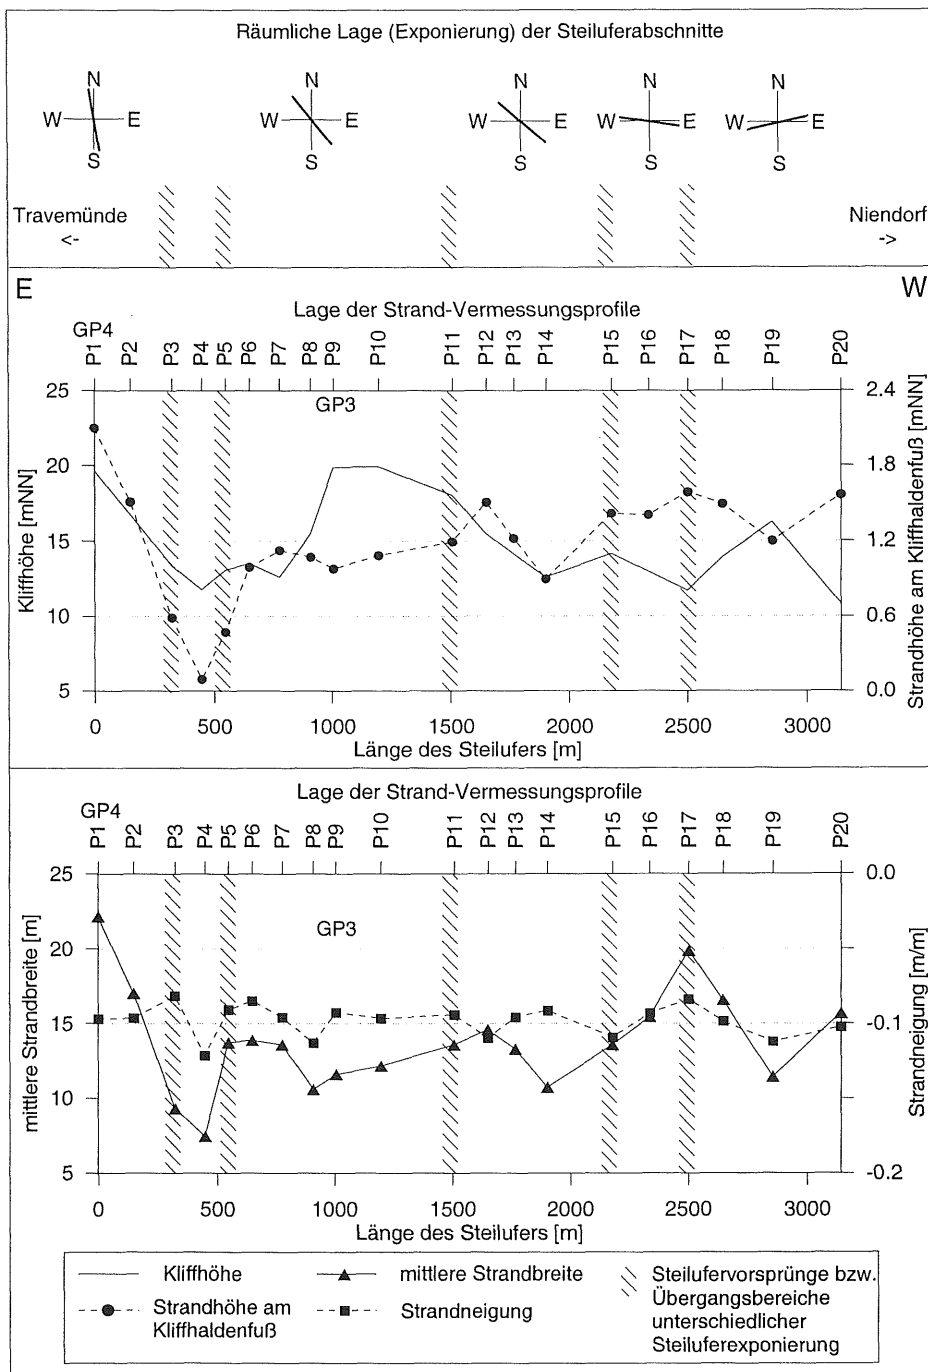 Räumliche Lage (Exponierung) der Steiluferabschnitte
N N N N N
W E W E W E W E W E
S S S S S
Travemünde
<-
Niendorf
->
E
W
Lage der Strand-Vermessungsprofile
GP4
P1 P2 P3 P4 P5 P6 P7 P8 P9 P10 P11 P12 P13 P14 P15 P16 P17 P18 P19 P20
GP3
Kliffhöhe [mNN]
25
20
15
10
5
Strandhöhe am Kliffhaldenfuß [mNN]
2.4
1.8
1.2
0.6
0.0
0 500 1000 1500 2000 2500 3000
Länge des Steilufers [m]
Lage der Strand-Vermessungsprofile
GP4
P1 P2 P3 P4 P5 P6 P7 P8 P9 P10 P11 P12 P13 P14 P15 P16 P17 P18 P19 P20
GP3
mittlere Strandbreite [m]
25
20
15
10
5
Strandneigung [m/m]
0.0
-0.1
-0.2
0 500 1000 1500 2000 2500 3000
Länge des Steilufers [m]
Kliffhöhe
Strandhöhe am
Kliffhaldenfuß
mittlere Strandbreite
Strandneigung
Steilufervorsprünge bzw.
Übergangsbereiche
unterschiedlicher
Steiluferexponierung